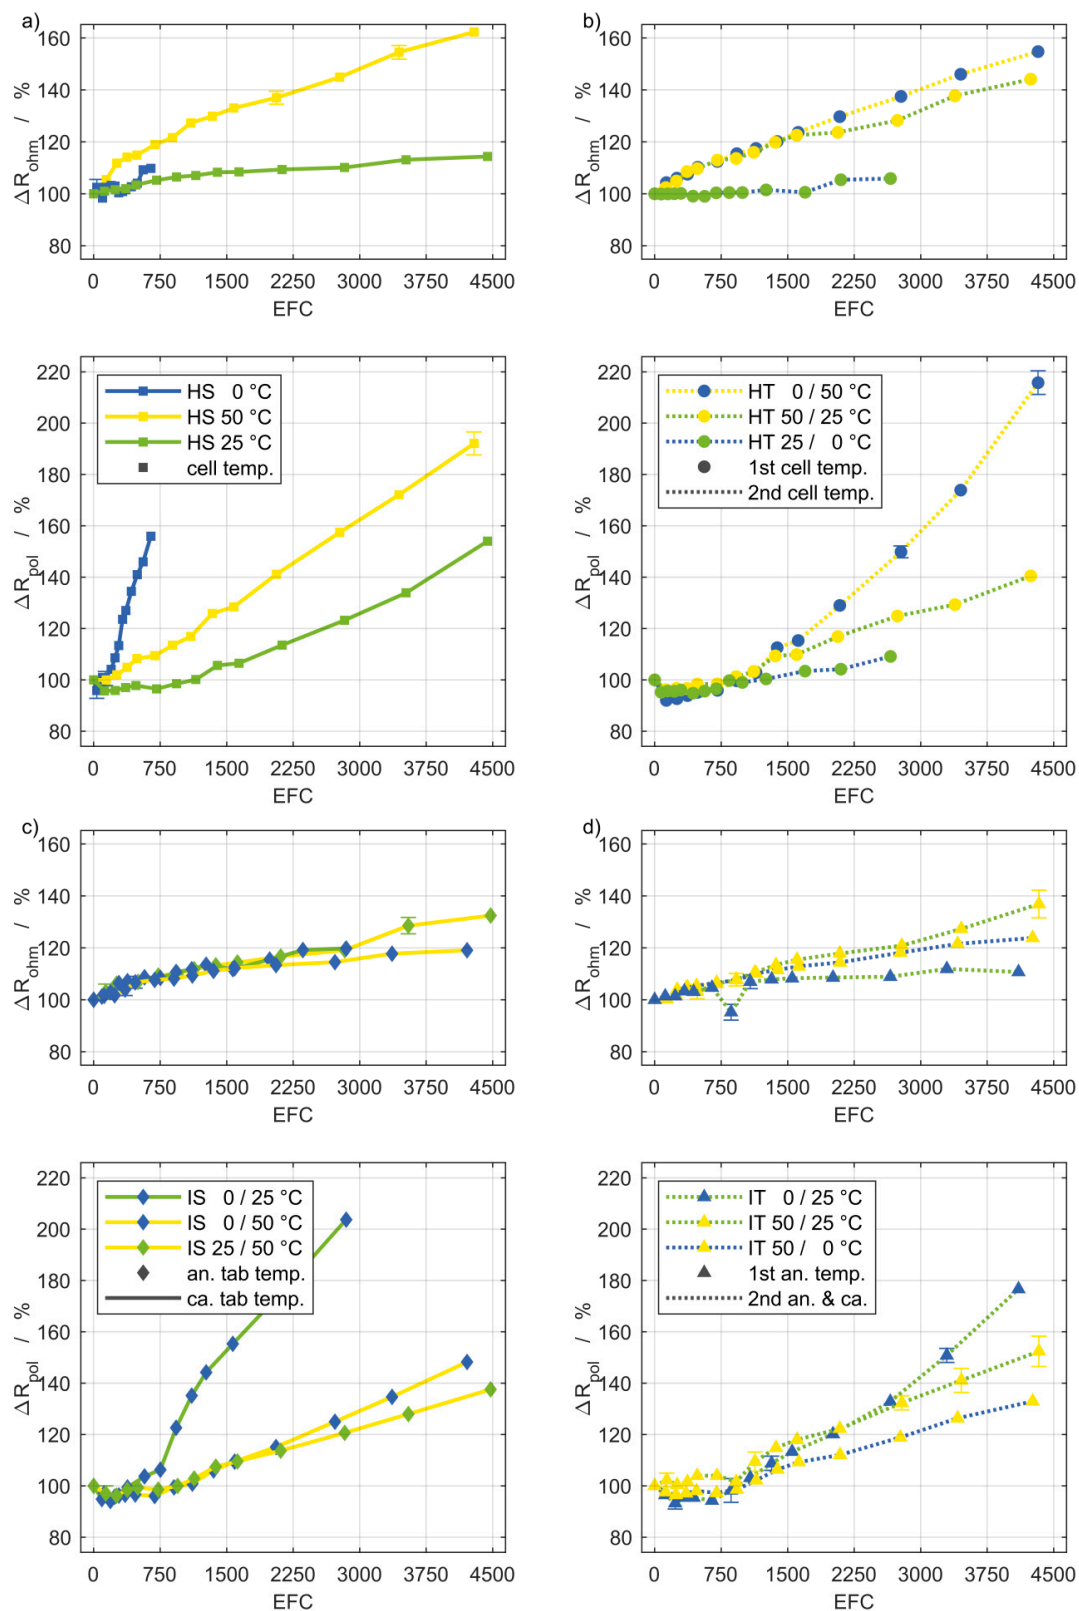 a)
160
140
120
100
80
ΔR_ohm / %
0 750 1500 2250 3000 3750 4500
EFC
b)
160
140
120
100
80
ΔR_ohm / %
0 750 1500 2250 3000 3750 4500
EFC
220
200
180
160
140
120
100
80
ΔR_pol / %
HS 0 °C
HS 50 °C
HS 25 °C
cell temp.
0 750 1500 2250 3000 3750 4500
EFC
220
200
180
160
140
120
100
80
ΔR_pol / %
HT 0 / 50 °C
HT 50 / 25 °C
HT 25 / 0 °C
1st cell temp.
2nd cell temp.
0 750 1500 2250 3000 3750 4500
EFC
c)
160
140
120
100
80
ΔR_ohm / %
0 750 1500 2250 3000 3750 4500
EFC
d)
160
140
120
100
80
ΔR_ohm / %
0 750 1500 2250 3000 3750 4500
EFC
220
200
180
160
140
120
100
80
ΔR_pol / %
IS 0 / 25 °C
IS 0 / 50 °C
IS 25 / 50 °C
an. tab temp.
ca. tab temp.
0 750 1500 2250 3000 3750 4500
EFC
220
200
180
160
140
120
100
80
ΔR_pol / %
IT 0 / 25 °C
IT 50 / 25 °C
IT 50 / 0 °C
1st an. temp.
2nd an. & ca.
0 750 1500 2250 3000 3750 4500
EFC